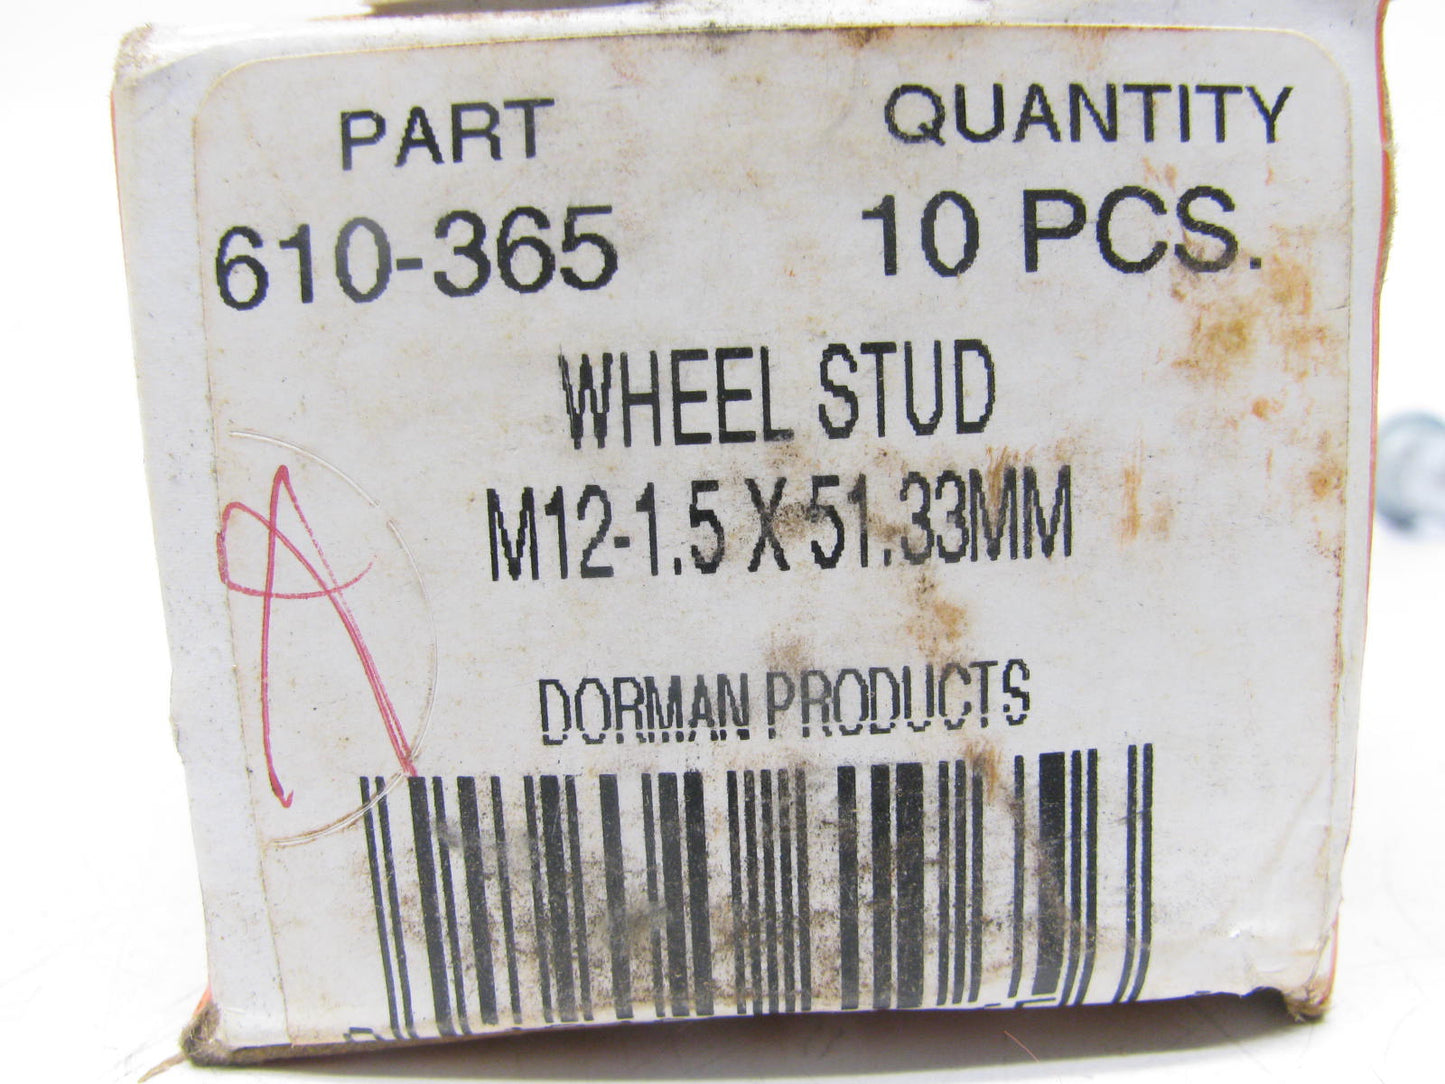 PART QUANTITY
610-365 10 PCS.
WHEEL STUD
M12-1.5 X 51.33MM
A
DORMAN PRODUCTS